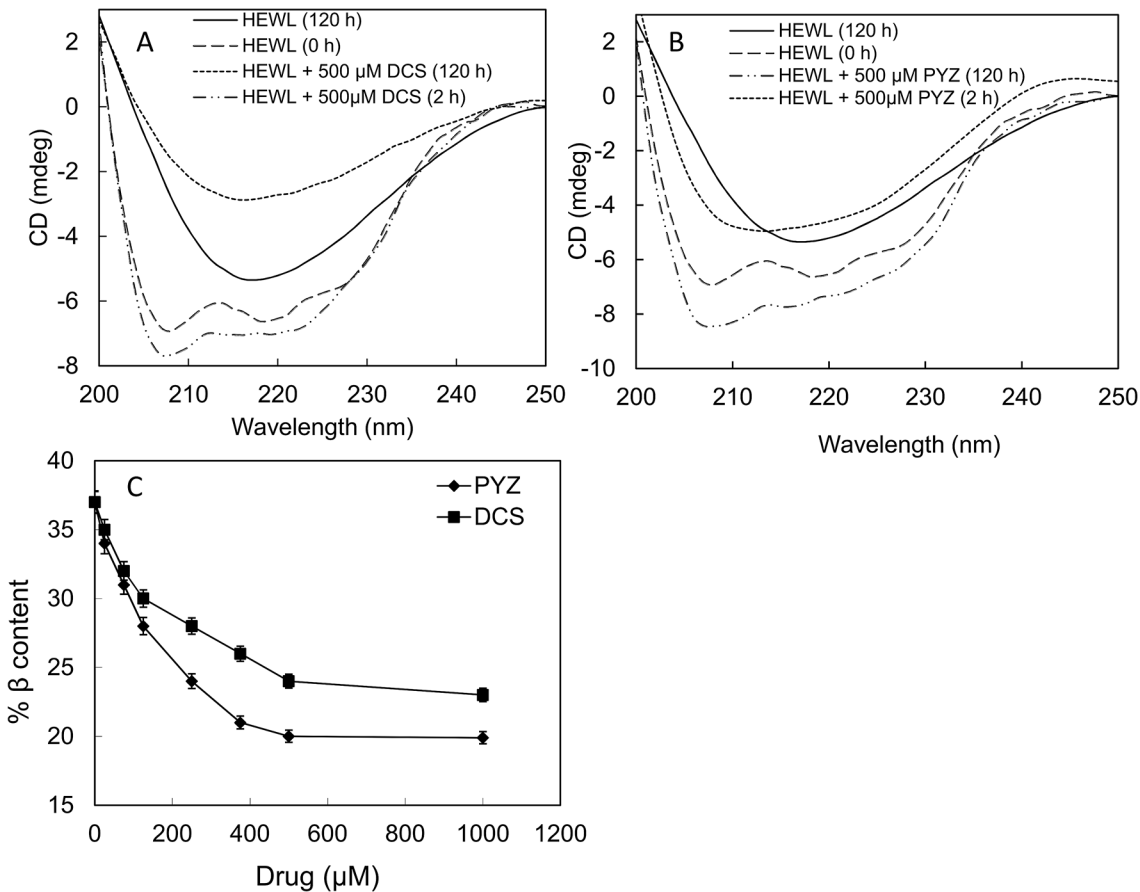 A
HEWL (120 h)
HEWL (0 h)
HEWL + 500 μM DCS (120 h)
HEWL + 500μM DCS (2 h)
2
0
-2
-4
-6
-8
CD (mdeg)
200 210 220 230 240 250
Wavelength (nm)
B
HEWL (120 h)
HEWL (0 h)
HEWL + 500 μM PYZ (120 h)
HEWL + 500μM PYZ (2 h)
2
0
-2
-4
-6
-8
-10
CD (mdeg)
200 210 220 230 240 250
Wavelength (nm)
C
PYZ
DCS
40
35
30
25
20
15
% β content
0 200 400 600 800 1000 1200
Drug (μM)